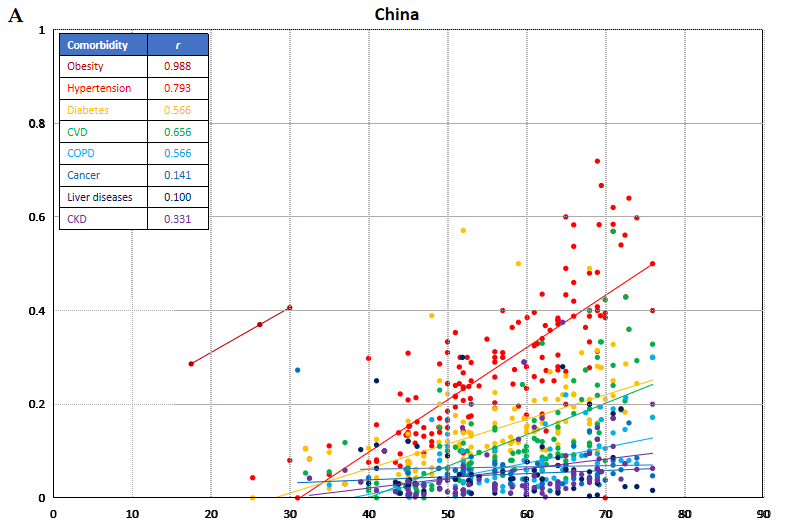 A
China
Comorbidity r
Obesity 0.988
Hypertension 0.793
Diabetes 0.566
CVD 0.656
COPD 0.566
Cancer 0.141
Liver diseases 0.100
CKD 0.331
1
0.8
0.6
0.4
0.2
0
0 10 20 30 40 50 60 70 80 90